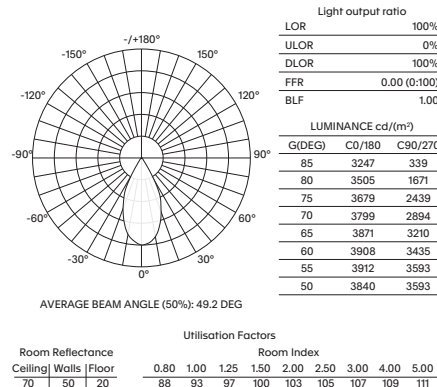 -/+180°
-150° 150°
-120° 120°
-90° 90°
-60° 60°
-30° 30°
0°
AVERAGE BEAM ANGLE (50%): 49.2 DEG
Light output ratio
LOR 100%
ULOR 0%
DLOR 100%
FFR 0.00 (0:100)
BLF 1.00
LUMINANCE cd/(m²)
G(DEG) C0/180 C90/270
85 3247 339
80 3505 1671
75 3679 2439
70 3799 2894
65 3871 3210
60 3908 3435
55 3912 3593
50 3840 3593
Utilisation Factors
Room Reflectance Room Index
Ceiling Walls Floor 0.80 1.00 1.25 1.50 2.00 2.50 3.00 4.00 5.00
70 50 20 88 93 97 100 103 105 107 109 111